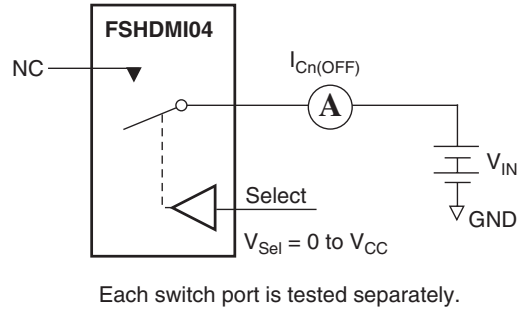 FSHDMI04
NC
I_Cn(OFF)
A
V_IN
Select
GND
V_Sel = 0 to V_CC
Each switch port is tested separately.